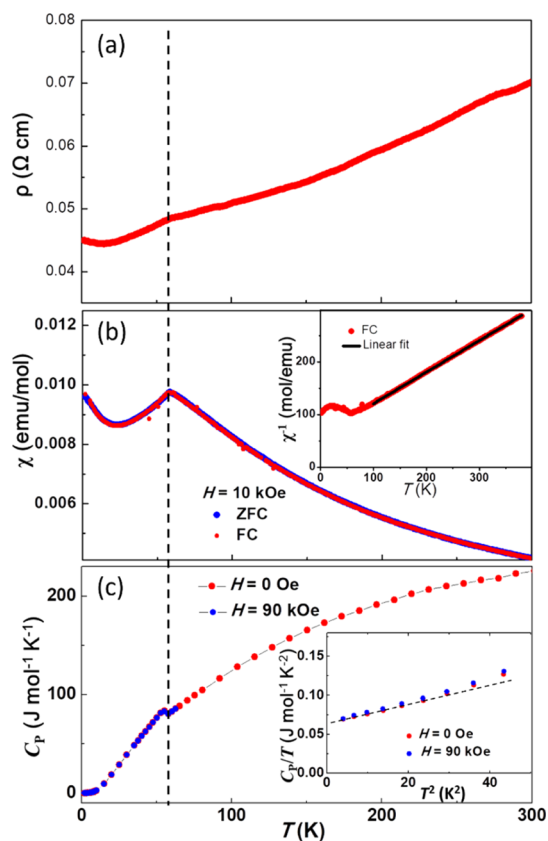 0.08
(a)
0.07
0.06
0.05
0.04
ρ (Ω cm)
0.012
(b)
0.010
0.008
0.006
χ (emu/mol)
H = 10 kOe
ZFC
FC
FC
Linear fit
200
100
0
χ⁻¹ (mol/emu)
0 100 200 300
T (K)
(c)
200
100
0
C_P (J mol⁻¹ K⁻¹)
H = 0 Oe
H = 90 kOe
0.15
0.10
0.05
0.00
C_P/T (J mol⁻¹ K⁻²)
H = 0 Oe
H = 90 kOe
0 20 40
T² (K²)
0 100 200 300
T (K)